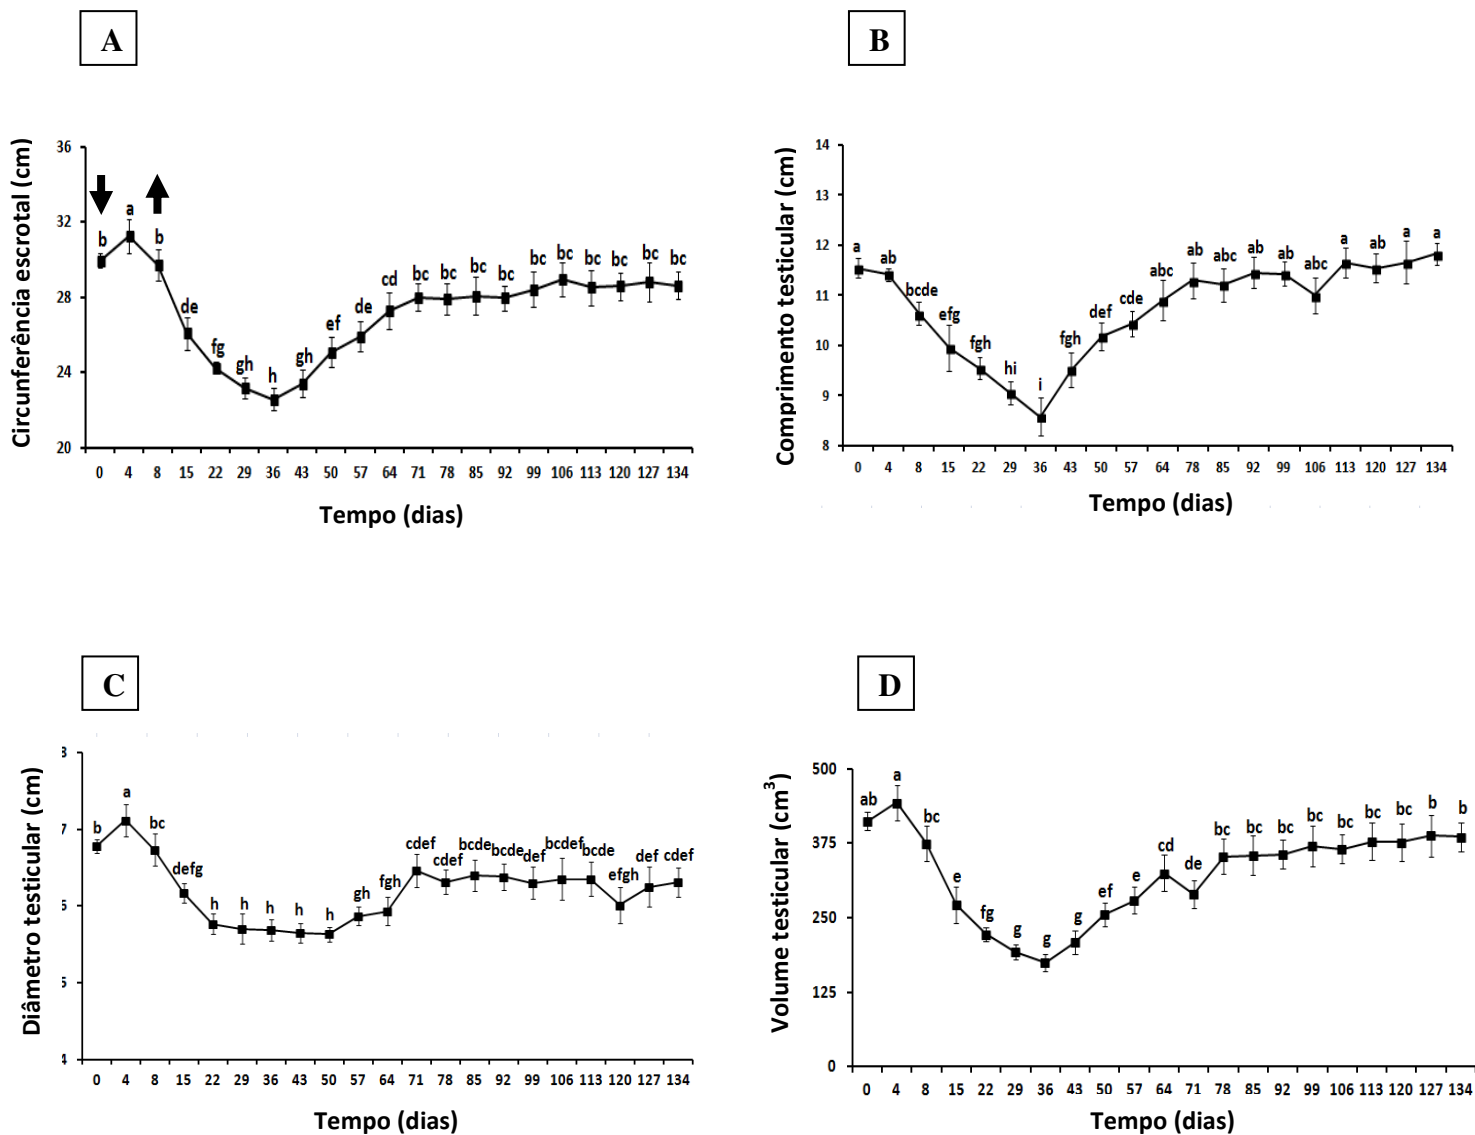 A
Circunferência escrotal (cm)
36
32
28
24
20
b
a
b
de
fg
gh
h
gh
ef
de
cd
bc
bc
bc
bc
bc
bc
bc
bc
bc
bc
0 4 8 15 22 29 36 43 50 57 64 71 78 85 92 99 106 113 120 127 134
Tempo (dias)
B
Comprimento testicular (cm)
14
13
12
11
10
9
8
a
ab
bcde
efg
fgh
hi
i
fgh
def
cde
abc
ab
abc
ab
ab
abc
a
ab
a
a
0 4 8 15 22 29 36 43 50 57 64 78 85 92 99 106 113 120 127 134
Tempo (dias)
C
Diâmetro testicular (cm)
8
7
6
5
4
b
a
bc
defg
h
h
h
h
h
gh
fgh
cdef
cdef
bcde
bcde
def
bcdef
bcde
efgh
def
cdef
0 4 8 15 22 29 36 43 50 57 64 71 78 85 92 99 106 113 120 127 134
Tempo (dias)
D
Volume testicular (cm³)
500
375
250
125
0
ab
a
bc
e
fg
g
g
g
ef
e
cd
de
bc
bc
bc
bc
bc
bc
bc
b
b
0 4 8 15 22 29 36 43 50 57 64 71 78 85 92 99 106 113 120 127 134
Tempo (dias)